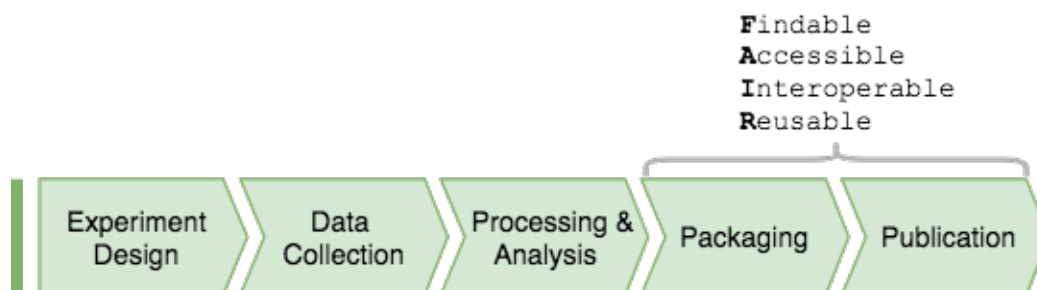 Findable
Accessible
Interoperable
Reusable
Experiment
Design
Data
Collection
Processing &
Analysis
Packaging
Publication